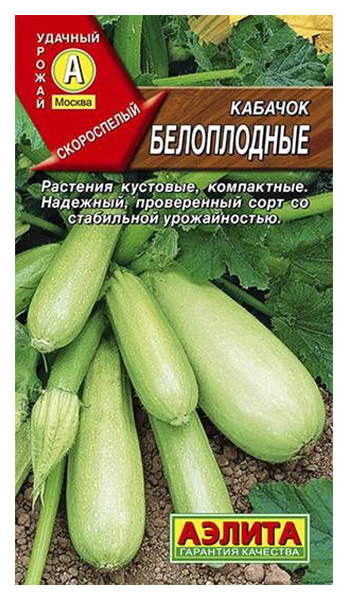 УДАЧНЫЙ
УРОЖАЙ
А
Москва
СКОРОСПЕЛЫЙ
КАБАЧОК
БЕЛОПЛОДНЫЕ
Растения кустовые, компактные.
Надежный, проверенный сорт со
стабильной урожайностью.
АЭЛИТА
ГАРАНТИЯ КАЧЕСТВА